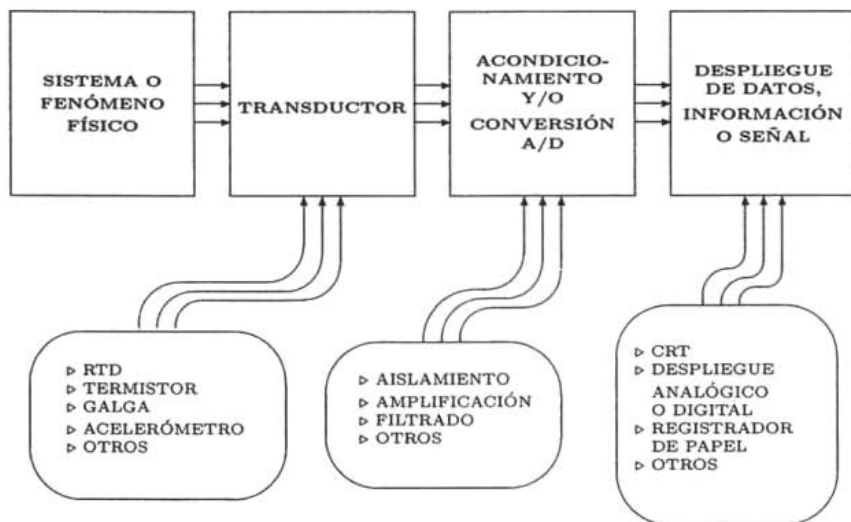 SISTEMA O
FENÓMENO
FÍSICO
TRANSDUCTOR
ACONDICIO-
NAMIENTO
Y/O
CONVERSIÓN
A/D
DESPLIEGUE
DE DATOS,
INFORMACIÓN
O SEÑAL
▷ RTD
▷ TERMISTOR
▷ GALGA
▷ ACELERÓMETRO
▷ OTROS
▷ AISLAMIENTO
▷ AMPLIFICACIÓN
▷ FILTRADO
▷ OTROS
▷ CRT
▷ DESPLIEGUE
ANALÓGICO
O DIGITAL
▷ REGISTRADOR
DE PAPEL
▷ OTROS